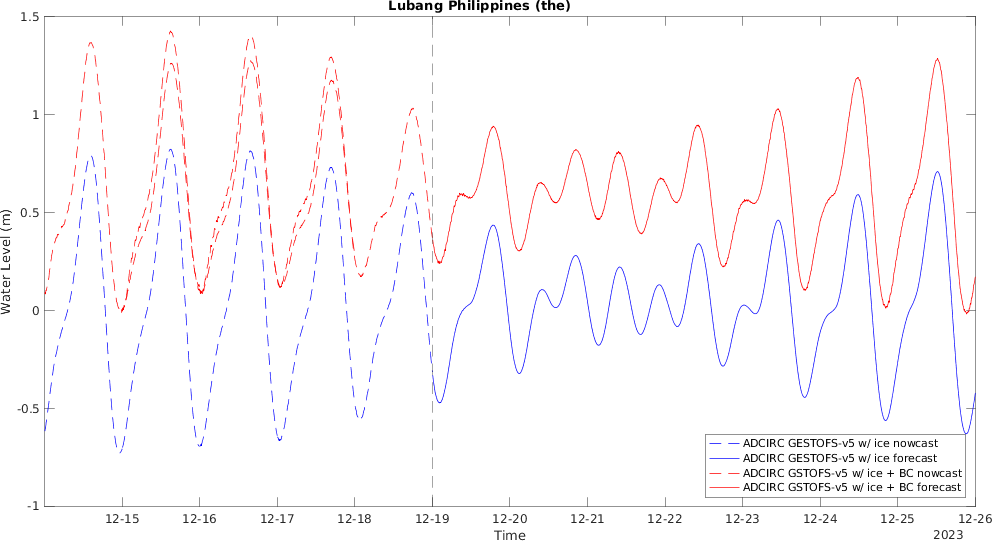 Lubang Philippines (the)
1.5
1
0.5
0
-0.5
-1
Water Level (m)
12-15 12-16 12-17 12-18 12-19 12-20 12-21 12-22 12-23 12-24 12-25 12-26
Time
2023
ADCIRC GESTOFS-v5 w/ ice nowcast
ADCIRC GESTOFS-v5 w/ ice forecast
ADCIRC GSTOFS-v5 w/ ice + BC nowcast
ADCIRC GSTOFS-v5 w/ ice + BC forecast